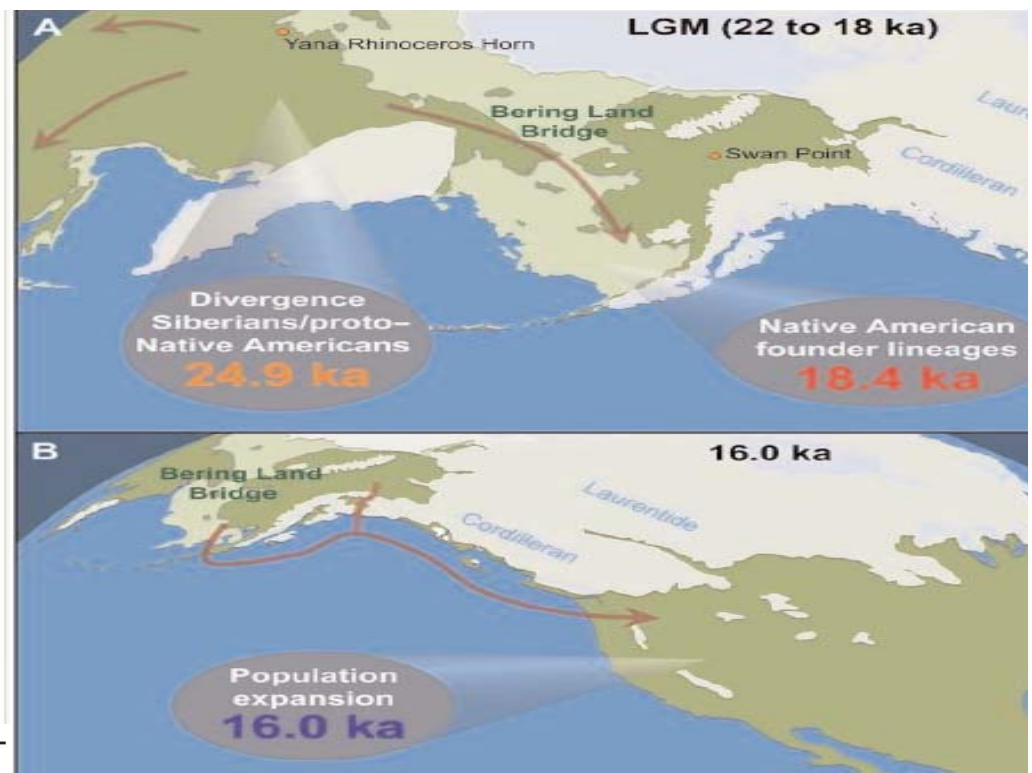 A
LGM (22 to 18 ka)
Yana Rhinoceros Horn
Bering Land
Bridge
Swan Point
Cordilleran
Divergence
Siberians/proto–
Native Americans
24.9 ka
Native American
founder lineages
18.4 ka
B
16.0 ka
Bering Land
Bridge
Laurentide
Cordilleran
Population
expansion
16.0 ka